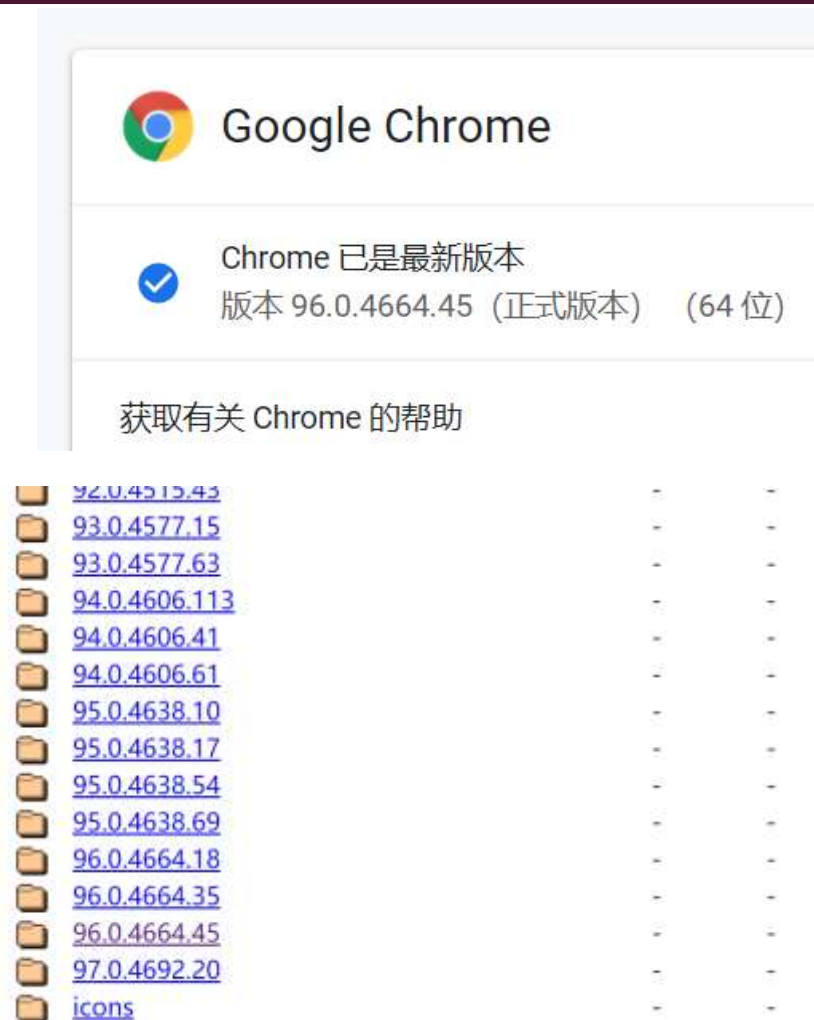 Google Chrome
Chrome 已是最新版本
版本 96.0.4664.45 (正式版本) (64 位)
获取有关 Chrome 的帮助
92.0.4515.43 - -
93.0.4577.15 - -
93.0.4577.63 - -
94.0.4606.113 - -
94.0.4606.41 - -
94.0.4606.61 - -
95.0.4638.10 - -
95.0.4638.17 - -
95.0.4638.54 - -
95.0.4638.69 - -
96.0.4664.18 - -
96.0.4664.35 - -
96.0.4664.45 - -
97.0.4692.20 - -
icons - -